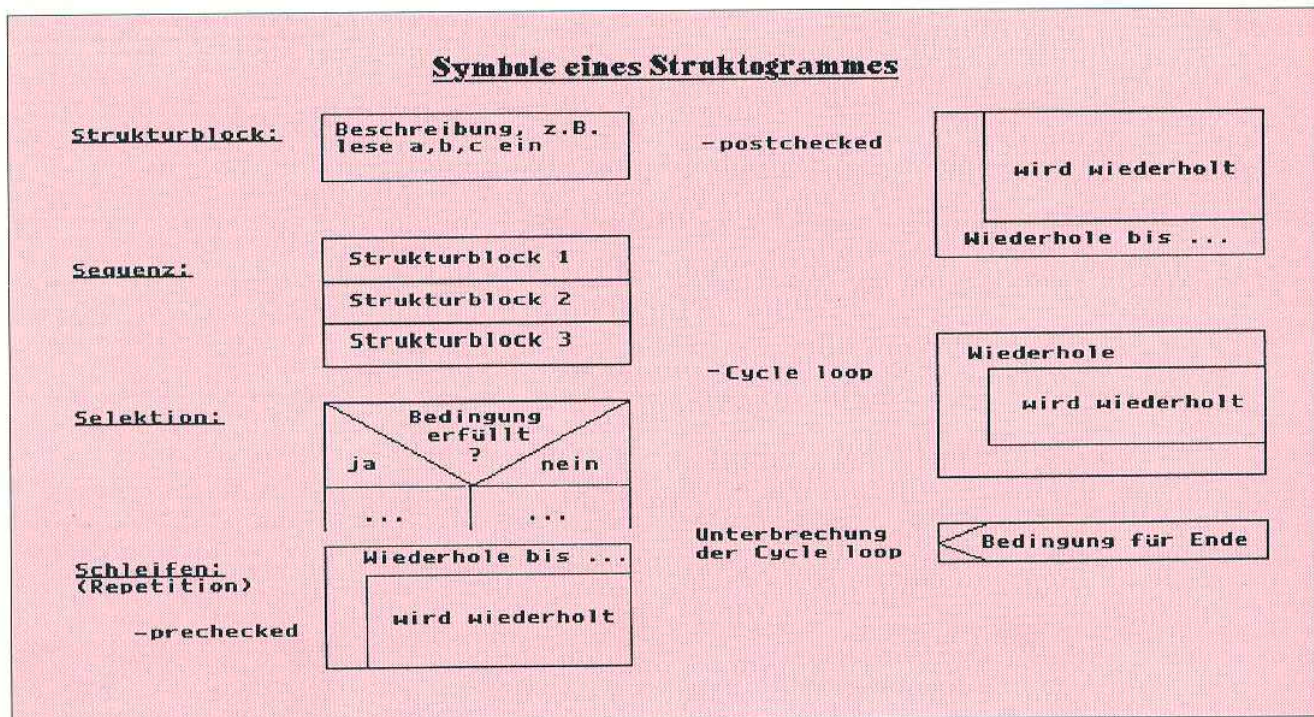 Symbole eines Struktogrammes
Strukturblock:
Beschreibung, z.B.
lese a,b,c ein
Sequenz:
Strukturblock 1
Strukturblock 2
Strukturblock 3
Selektion:
Bedingung
erfüllt
?
ja
nein
...
...
Schleifen:
(Repetition)
-prechecked
Wiederhole bis ...
wird wiederholt
-postchecked
wird wiederholt
Wiederhole bis ...
-Cycle loop
Wiederhole
wird wiederholt
Unterbrechung
der Cycle loop
Bedingung für Ende